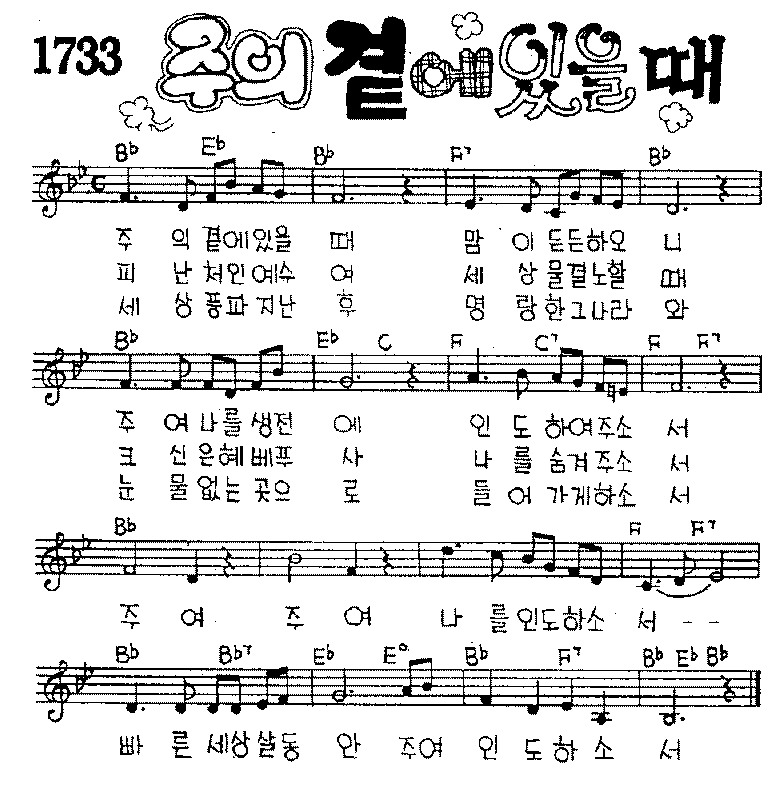 1733 주의 곁에 있을 때
B♭ E♭ B♭ F7 B♭
주 의 곁에있을 때 맘 이 든든하오 니
피 난 처인예수 여 세 상 물결노할 때
세 상 풍파지난 후 명 랑한그나라 와
B♭ E♭ C F C7 F F7
주 여 나를생전 에 인 도 하여주소 서
크 신은혜베푸 사 나 를 숨겨주소 서
눈 물없는곳으 로 들 어 가게하소 서
B♭ F F7
주 여 주 여 나 를인도하소 서 - -
B♭ B♭7 E♭ E° B♭ F7 B♭ E♭ B♭
빠 른 세상살동 안 주여 인 도 하 소 서